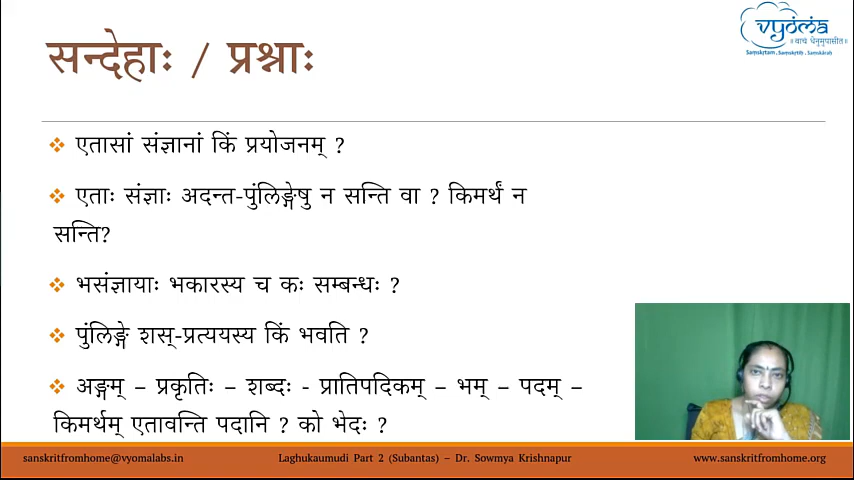 सन्देहाः / प्रश्नाः
vyoma
॥ वाचं धेनुमुपासीत ॥
Samskrtam . Samskrtih . Samskarah
एतासां संज्ञानां किं प्रयोजनम् ?
एताः संज्ञाः अदन्त-पुंलिङ्गेषु न सन्ति वा ? किमर्थं न
सन्ति?
भसंज्ञायाः भकारस्य च कः सम्बन्धः ?
पुंलिङ्गे शस्-प्रत्ययस्य किं भवति ?
अङ्गम् – प्रकृतिः – शब्दः - प्रातिपदिकम् – भम् – पदम् –
किमर्थम् एतावन्ति पदानि ? को भेदः ?
sanskritfromhome@vyomalabs.in
Laghukaumudi Part 2 (Subantas) – Dr. Sowmya Krishnapur
www.sanskritfromhome.org